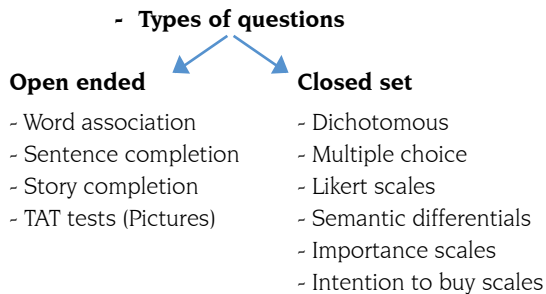 - Types of questions
Open ended
- Word association
- Sentence completion
- Story completion
- TAT tests (Pictures)
Closed set
- Dichotomous
- Multiple choice
- Likert scales
- Semantic differentials
- Importance scales
- Intention to buy scales